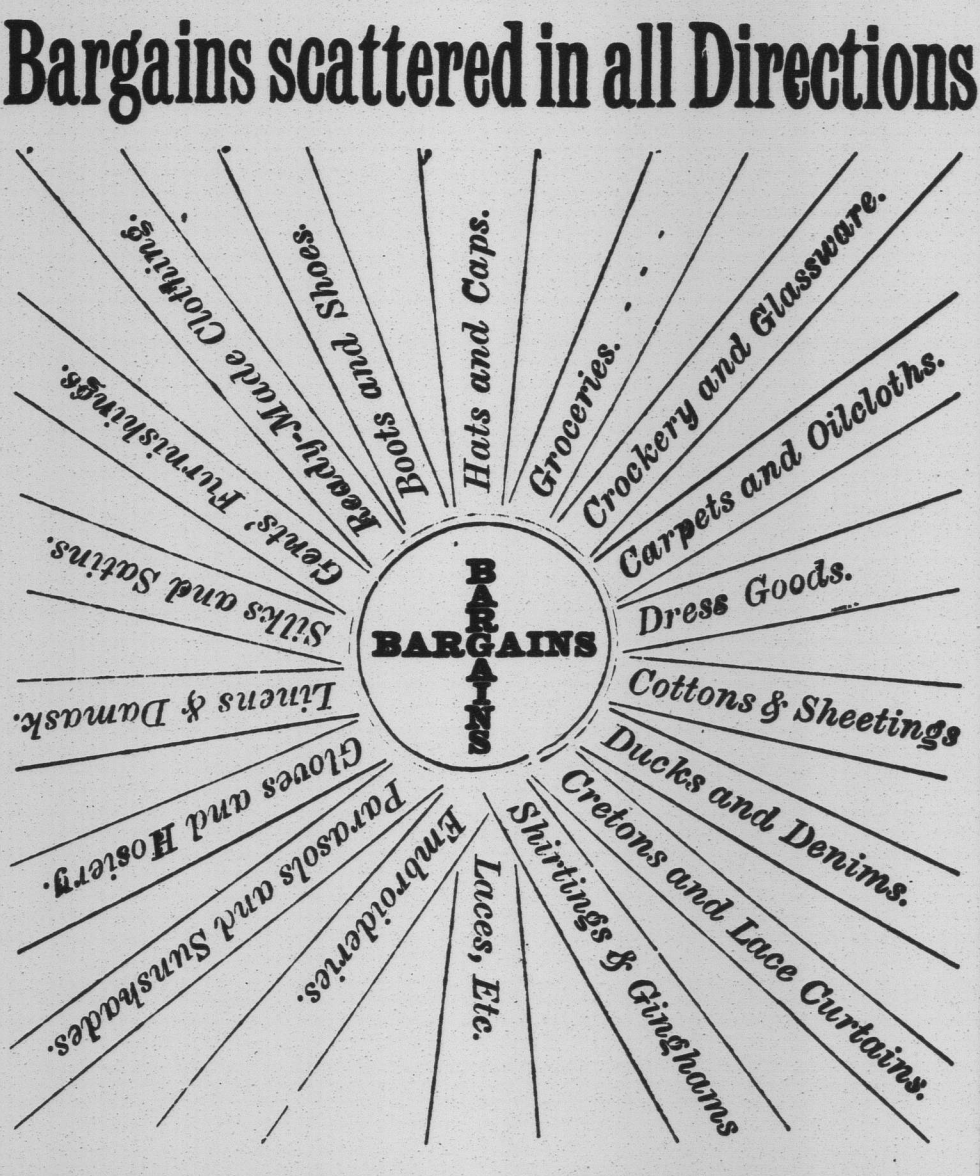 Bargains scattered in all Directions
Hats and Caps.
Groceries.
Crockery and Glassware.
Carpets and Oilcloths.
Dress Goods.
Cottons & Sheetings
Ducks and Denims.
Cretons and Lace Curtains.
Shirtings & Ginghams
Laces, Etc.
Embroideries.
Parasols and Sunshades.
Gloves and Hosiery.
Linens & Damask.
Silks and Satins.
Gents' Furnishings.
Ready-Made Clothing.
Boots and Shoes.
BARGAINS
BARGAINS